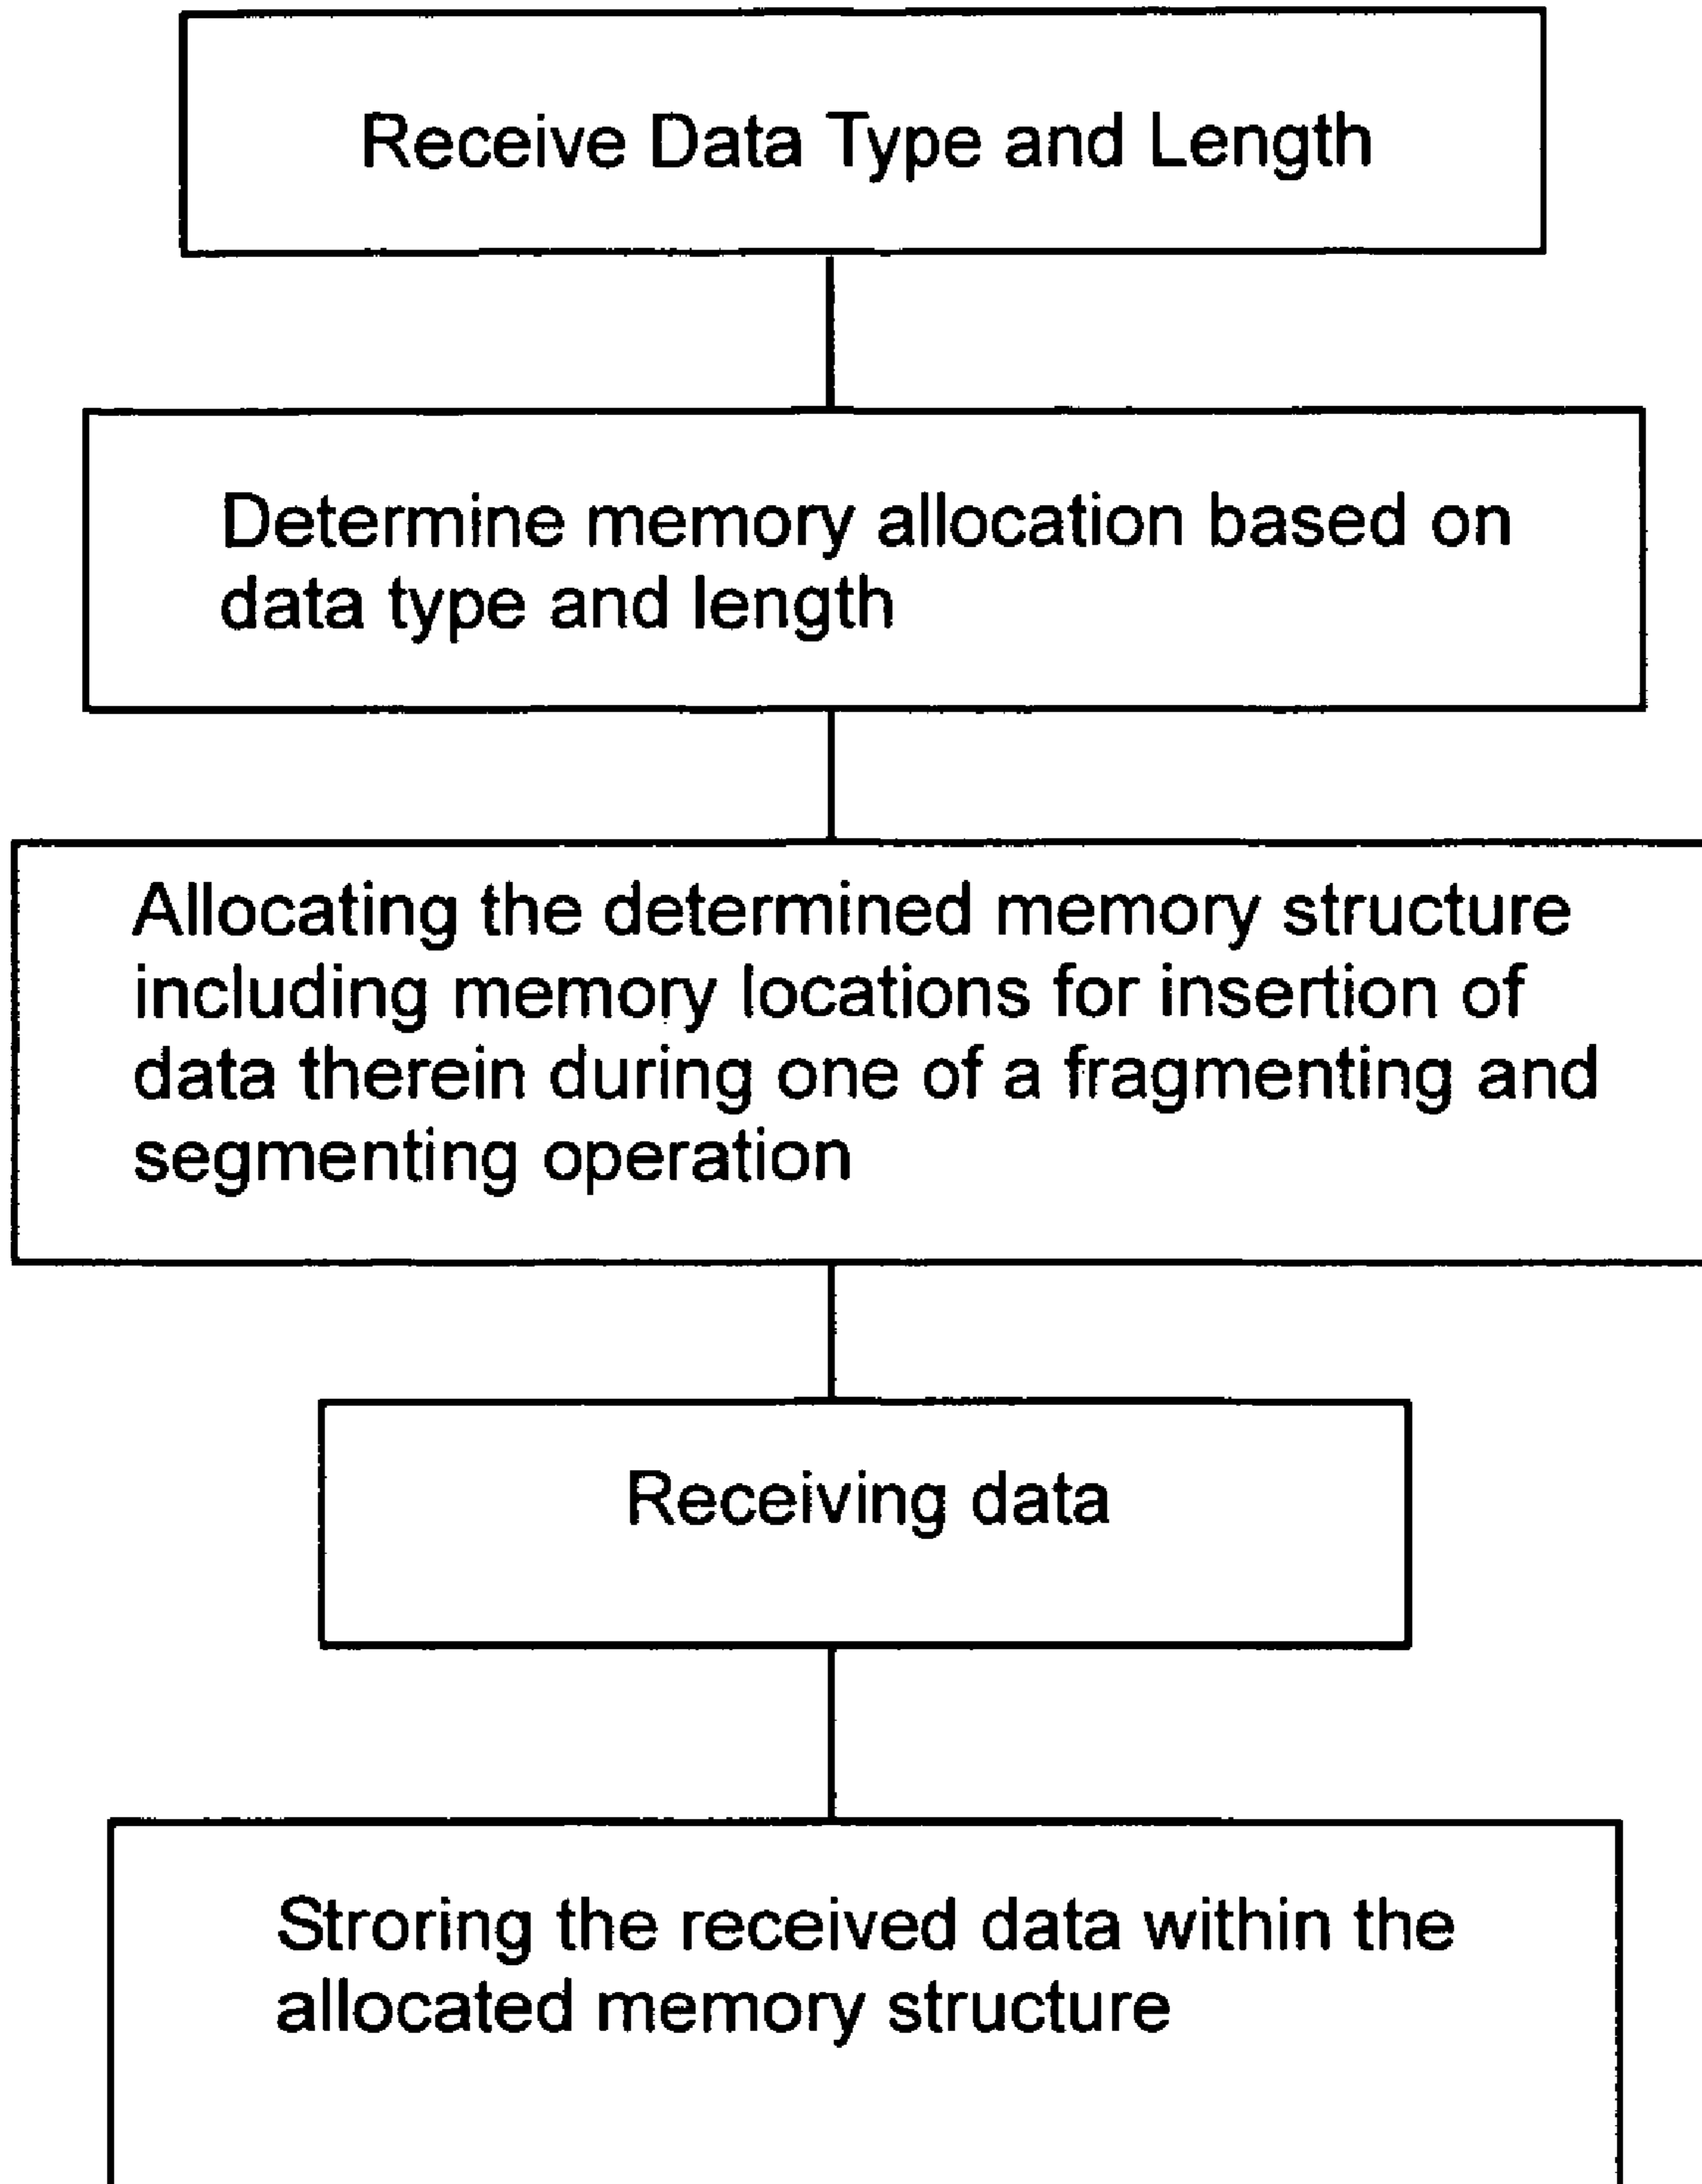 Receive Data Type and Length
Determine memory allocation based on
data type and length
Allocating the determined memory structure
including memory locations for insertion of
data therein during one of a fragmenting and
segmenting operation
Receiving data
Stroring the received data within the
allocated memory structure